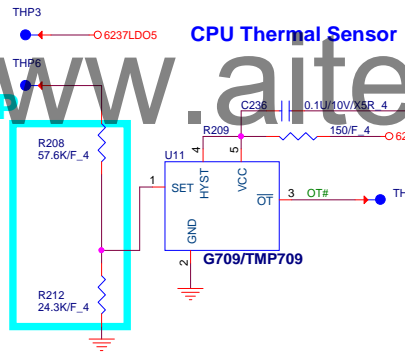 THP3
6237LDO5
CPU Thermal Sensor
THP6
www.aite
P
C236
0.1U/10V/X5R_4
R208
57.6K/F_4
R209
150/F_4
62
4
5
U11
1
SET
HYST
VCC
OT
3
OT#
TH
GND
2
G709/TMP709
R212
24.3K/F_4